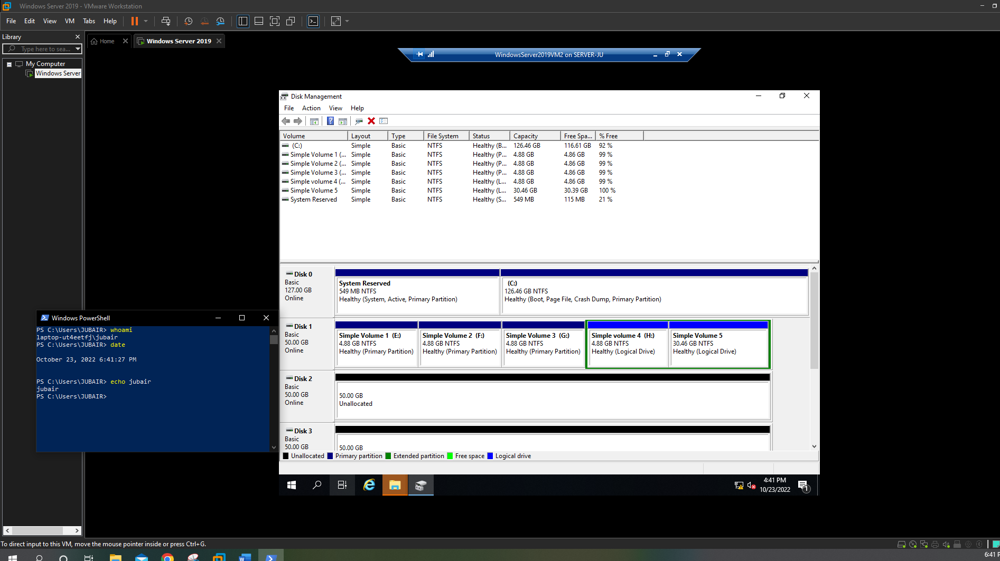 Windows Server 2019 - VMware Workstation
File Edit View VM Tabs Help
Library
Type here to sea...
My Computer
Windows Server
Home
Windows Server 2019
WindowsServer2019VM2 on SERVER-JU
Disk Management
File Action View Help
Volume Layout Type File System Status Capacity Free Spa... % Free
(C:) Simple Basic NTFS Healthy (B... 126.46 GB 116.61 GB 92 %
Simple Volume 1 (... Simple Basic NTFS Healthy (P... 4.88 GB 4.86 GB 99 %
Simple Volume 2 (... Simple Basic NTFS Healthy (P... 4.88 GB 4.86 GB 99 %
Simple Volume 3 (... Simple Basic NTFS Healthy (P... 4.88 GB 4.86 GB 99 %
Simple volume 4 (... Simple Basic NTFS Healthy (L... 4.88 GB 4.86 GB 99 %
Simple Volume 5 Simple Basic NTFS Healthy (L... 30.46 GB 30.39 GB 100 %
System Reserved Simple Basic NTFS Healthy (S... 549 MB 115 MB 21 %
Disk 0
Basic
127.00 GB
Online
System Reserved
549 MB NTFS
Healthy (System, Active, Primary Partition)
(C:)
126.46 GB NTFS
Healthy (Boot, Page File, Crash Dump, Primary Partition)
Disk 1
Basic
50.00 GB
Online
Simple Volume 1 (E:)
4.88 GB NTFS
Healthy (Primary Partition)
Simple Volume 2 (F:)
4.88 GB NTFS
Healthy (Primary Partition)
Simple Volume 3 (G:)
4.88 GB NTFS
Healthy (Primary Partition)
Simple volume 4 (H:)
4.88 GB NTFS
Healthy (Logical Drive)
Simple Volume 5
30.46 GB NTFS
Healthy (Logical Drive)
Disk 2
Basic
50.00 GB
Online
50.00 GB
Unallocated
Disk 3
Basic
50.00 GB
50.00 GB
Unallocated Primary partition Extended partition Free space Logical drive
4:41 PM
10/23/2022
1
Windows PowerShell
PS C:\Users\JUBAIR> whoami
laptop-ut4eetfj\jubair
PS C:\Users\JUBAIR> date
October 23, 2022 6:41:27 PM
PS C:\Users\JUBAIR> echo jubair
jubair
PS C:\Users\JUBAIR>
To direct input to this VM, move the mouse pointer inside or press Ctrl+G.
6:41 P